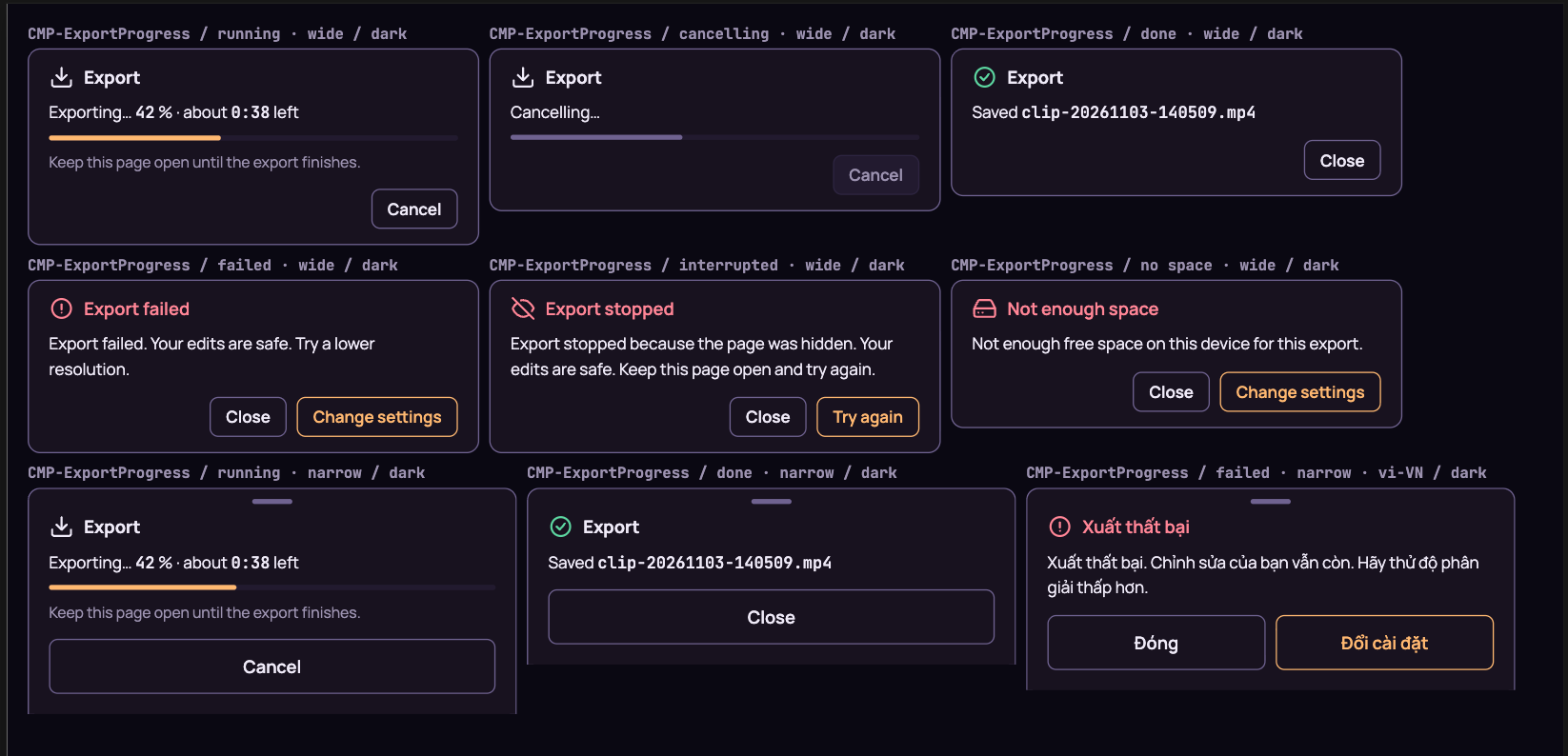 CMP-ExportProgress / running · wide / dark
Export
Exporting… 42 % · about 0:38 left
Keep this page open until the export finishes.
Cancel
CMP-ExportProgress / cancelling · wide / dark
Export
Cancelling…
Cancel
CMP-ExportProgress / done · wide / dark
Export
Saved clip-20261103-140509.mp4
Close
CMP-ExportProgress / failed · wide / dark
Export failed
Export failed. Your edits are safe. Try a lower
resolution.
Close
Change settings
CMP-ExportProgress / interrupted · wide / dark
Export stopped
Export stopped because the page was hidden. Your
edits are safe. Keep this page open and try again.
Close
Try again
CMP-ExportProgress / no space · wide / dark
Not enough space
Not enough free space on this device for this export.
Close
Change settings
CMP-ExportProgress / running · narrow / dark
Export
Exporting… 42 % · about 0:38 left
Keep this page open until the export finishes.
Cancel
CMP-ExportProgress / done · narrow / dark
Export
Saved clip-20261103-140509.mp4
Close
CMP-ExportProgress / failed · narrow · vi-VN / dark
Xuất thất bại
Xuất thất bại. Chỉnh sửa của bạn vẫn còn. Hãy thử độ phân
giải thấp hơn.
Đóng
Đổi cài đặt